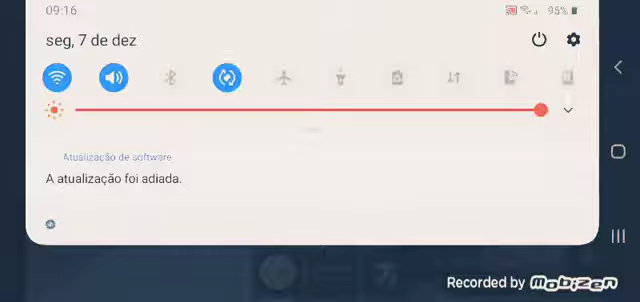 09:16
95%
seg, 7 de dez
Atualização de software
A atualização foi adiada.
Recorded by Mobizen